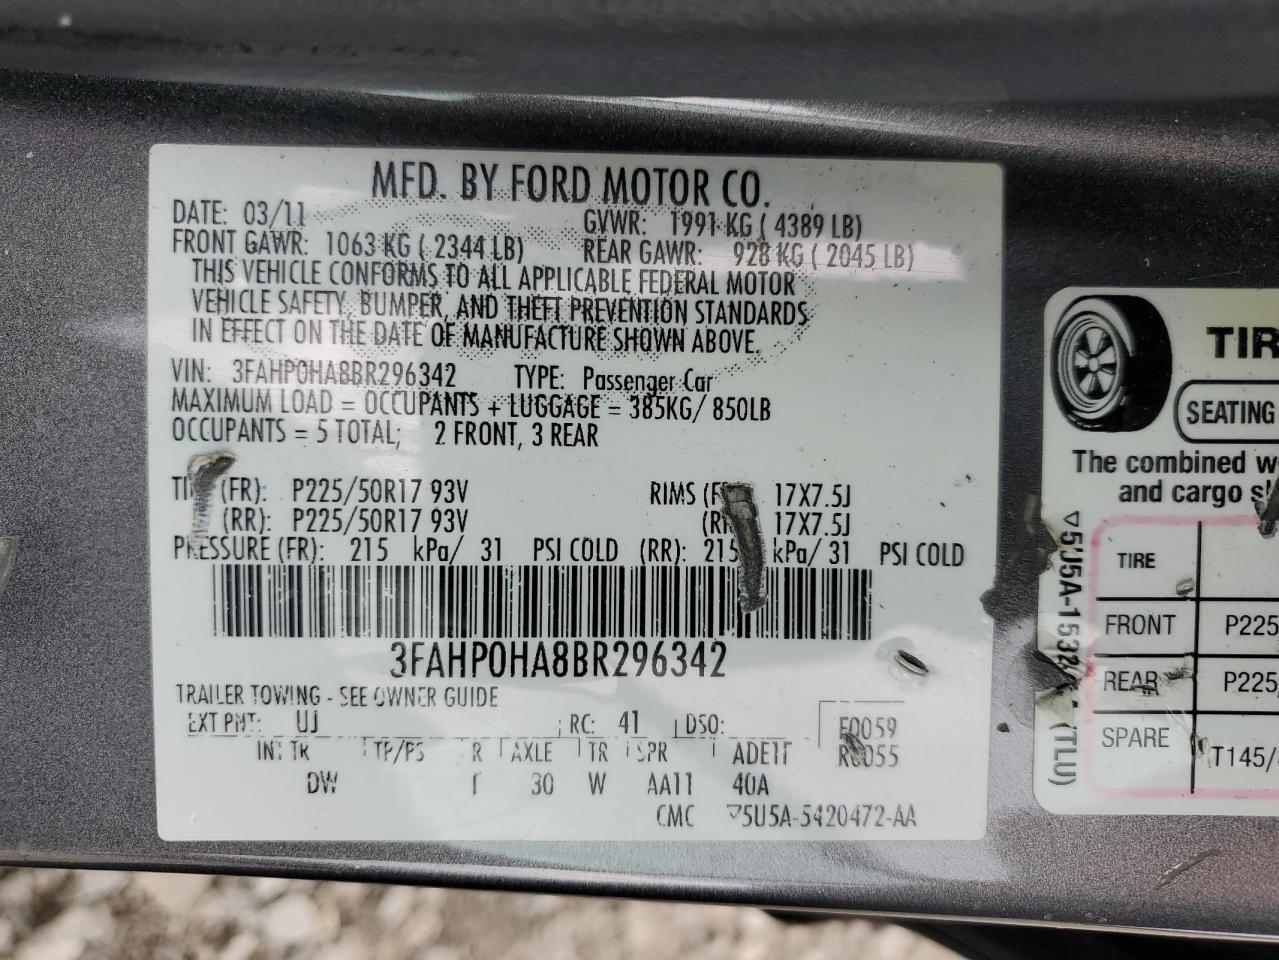 MFD. BY FORD MOTOR CO.
DATE: 03/11 GVWR: 1991 KG ( 4389 LB)
FRONT GAWR: 1063 KG ( 2344 LB) REAR GAWR: 928 KG ( 2045 LB)
THIS VEHICLE CONFORMS TO ALL APPLICABLE FEDERAL MOTOR
VEHICLE SAFETY, BUMPER, AND THEFT PREVENTION STANDARDS
IN EFFECT ON THE DATE OF MANUFACTURE SHOWN ABOVE.
VIN: 3FAHP0HA8BR296342 TYPE: Passenger Car
MAXIMUM LOAD = OCCUPANTS + LUGGAGE = 385KG/ 850LB
OCCUPANTS = 5 TOTAL; 2 FRONT, 3 REAR
(FR): P225/50R17 93V RIMS 17X7.5J
(RR): P225/50R17 93V 17X7.5J
PRESSURE (FR): 215 kPa/ 31 PSI COLD (RR): 215 kPa/ 31 PSI COLD
3FAHP0HA8BR296342
TRAILER TOWING - SEE OWNER GUIDE
EXT PNT: UJ RC: 41 DSO: F0059
INT TR TP/PS R AXLE TR SPR
DW 30 W AA11 40A
CMC ▽5U5A-5420472-AA
TIR
SEATING
The combined
and cargo
TIRE
FRONT P225
REAR P225
SPARE T145/
(TLU)